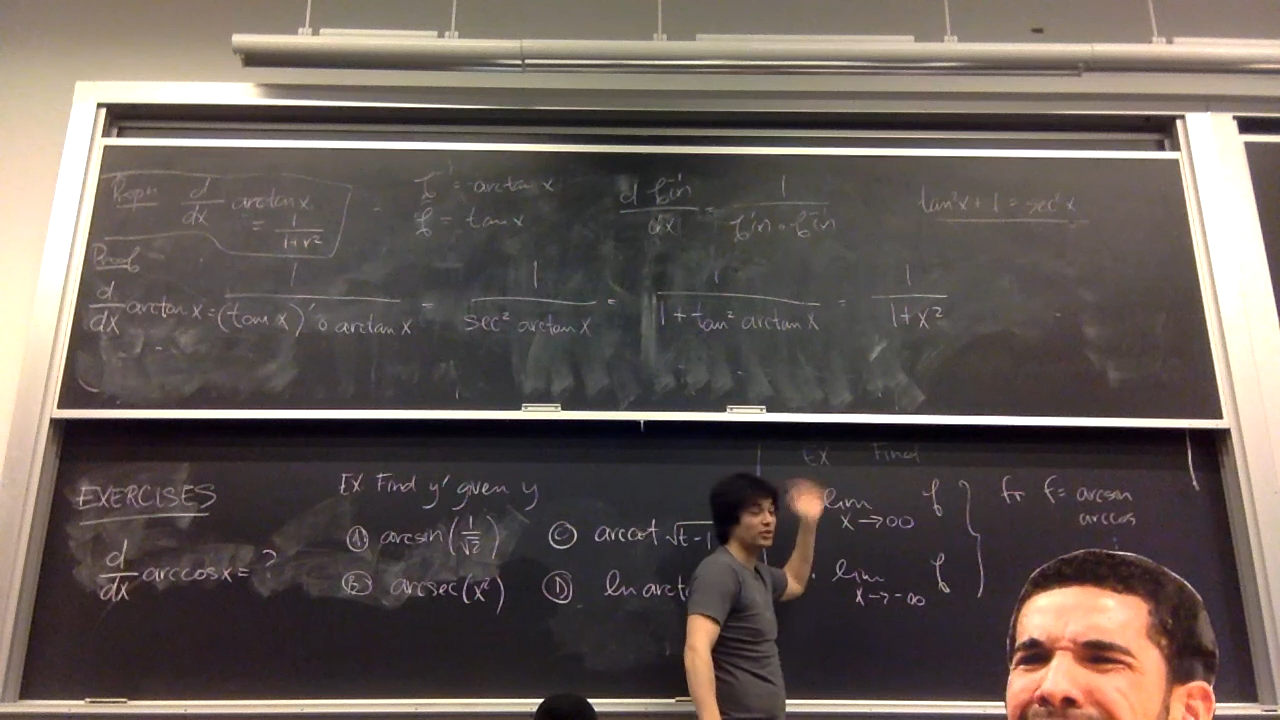 Prop'n d/dx arctan x = 1/(1+x²)
f⁻¹ = arctan x
f = tan x
d f⁻¹/dx = 1/(f' ∘ f⁻¹)
tan²x + 1 = sec²x
Proof
d/dx arctan x = 1/((tan x)' ∘ arctan x) = 1/(sec² arctan x) = 1/(1 + tan² arctan x) = 1/(1+x²)
EXERCISES
d/dx arccos x = ?
EX Find y' given y
A arcsin(1/√2)
B arcsec(x²)
C arccot √t-1
D ln arct
EX Find
lim x→∞ f
lim x→-∞ f
for f = arcsin
arccos